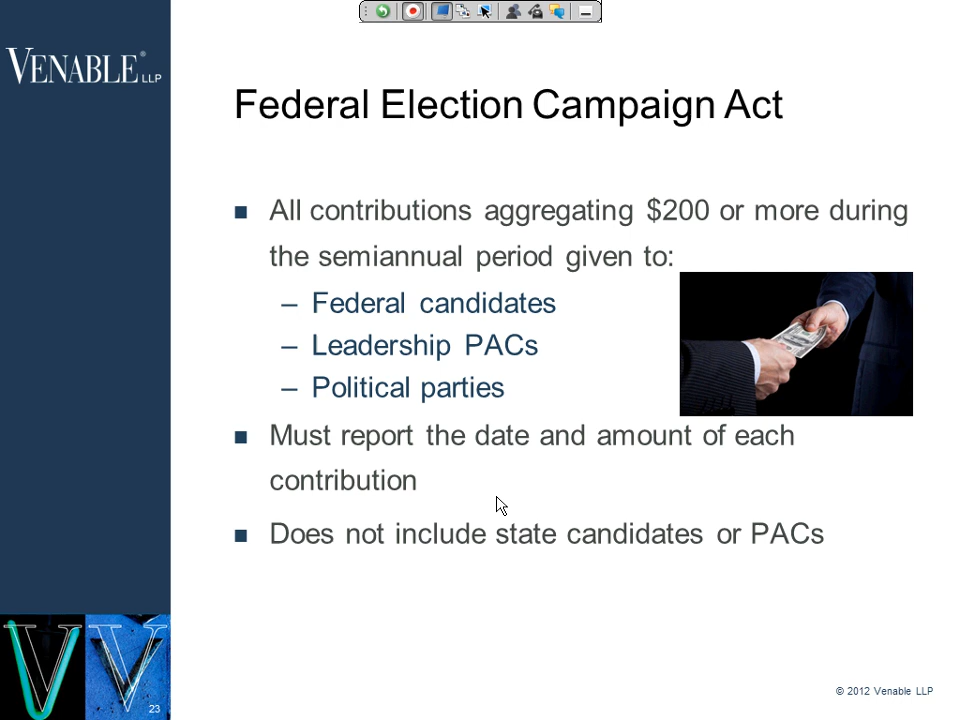 VENABLE® LLP
Federal Election Campaign Act
All contributions aggregating $200 or more during
the semiannual period given to:
– Federal candidates
– Leadership PACs
– Political parties
Must report the date and amount of each
contribution
Does not include state candidates or PACs
© 2012 Venable LLP
23